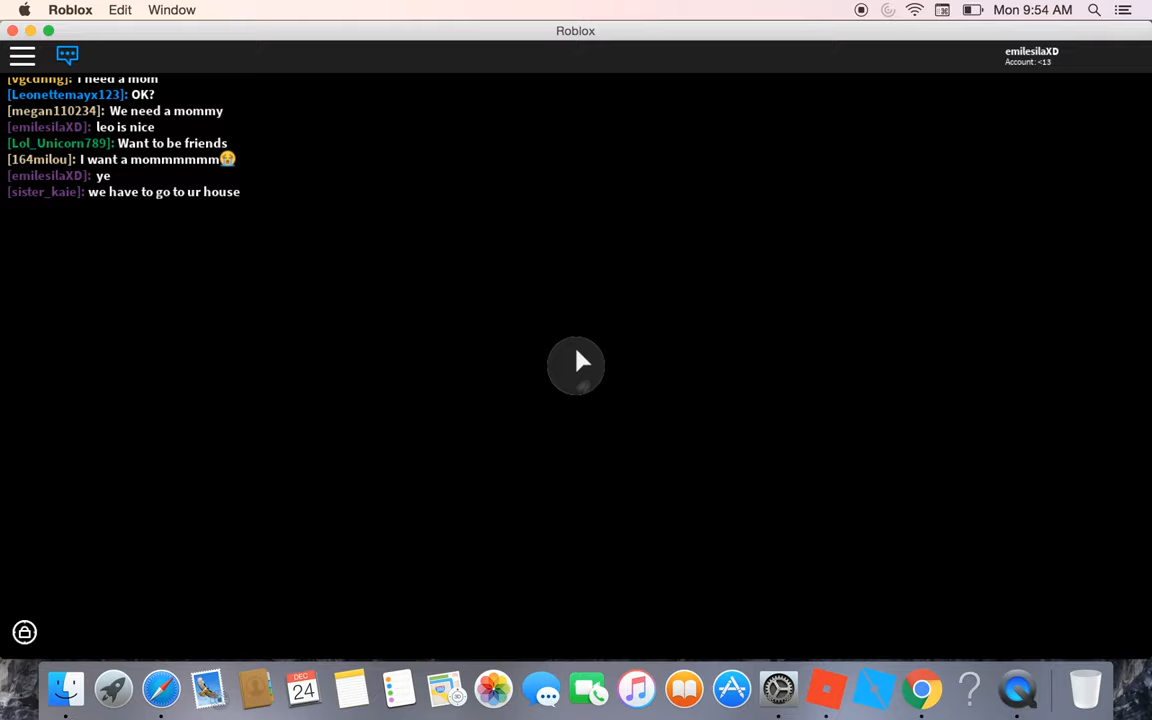 Roblox Edit Window Mon 9:54 AM
Roblox
emilesilaXD
Account: <13
[vgcdhhg]: I need a mom
[Leonettemayx123]: OK?
[megan110234]: We need a mommy
[emilesilaXD]: leo is nice
[Lol_Unicorn789]: Want to be friends
[164milou]: I want a mommmmmm😭
[emilesilaXD]: ye
[sister_kaie]: we have to go to ur house
DEC
24